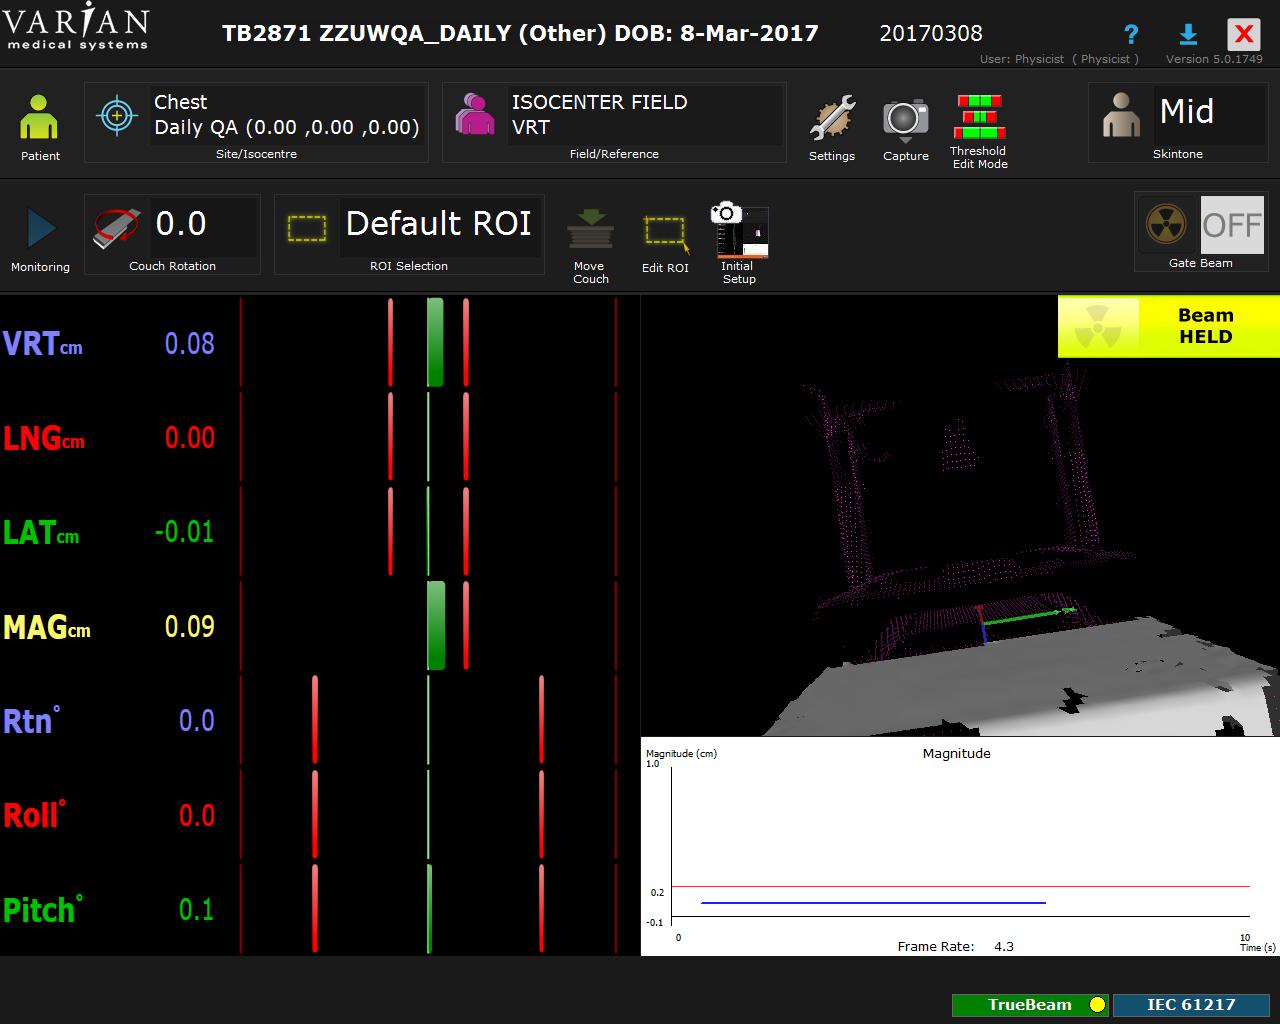 VARIAN
medical systems
TB2871 ZZUWQA_DAILY (Other) DOB: 8-Mar-2017
20170308
?
X
User: Physicist ( Physicist )
Version 5.0.1749
Patient
Chest
Daily QA (0.00 ,0.00 ,0.00)
Site/Isocentre
ISOCENTER FIELD
VRT
Field/Reference
Settings
Capture
Threshold
Edit Mode
Mid
Skintone
Monitoring
0.0
Couch Rotation
Default ROI
ROI Selection
Move
Couch
Edit ROI
Initial
Setup
OFF
Gate Beam
VRTcm 0.08
LNGcm 0.00
LATcm -0.01
MAGcm 0.09
Rtn° 0.0
Roll° 0.0
Pitch° 0.1
Beam
HELD
Magnitude (cm)
Magnitude
1.0
0.2
-0.1
0
10
Frame Rate: 4.3
Time (s)
TrueBeam
IEC 61217